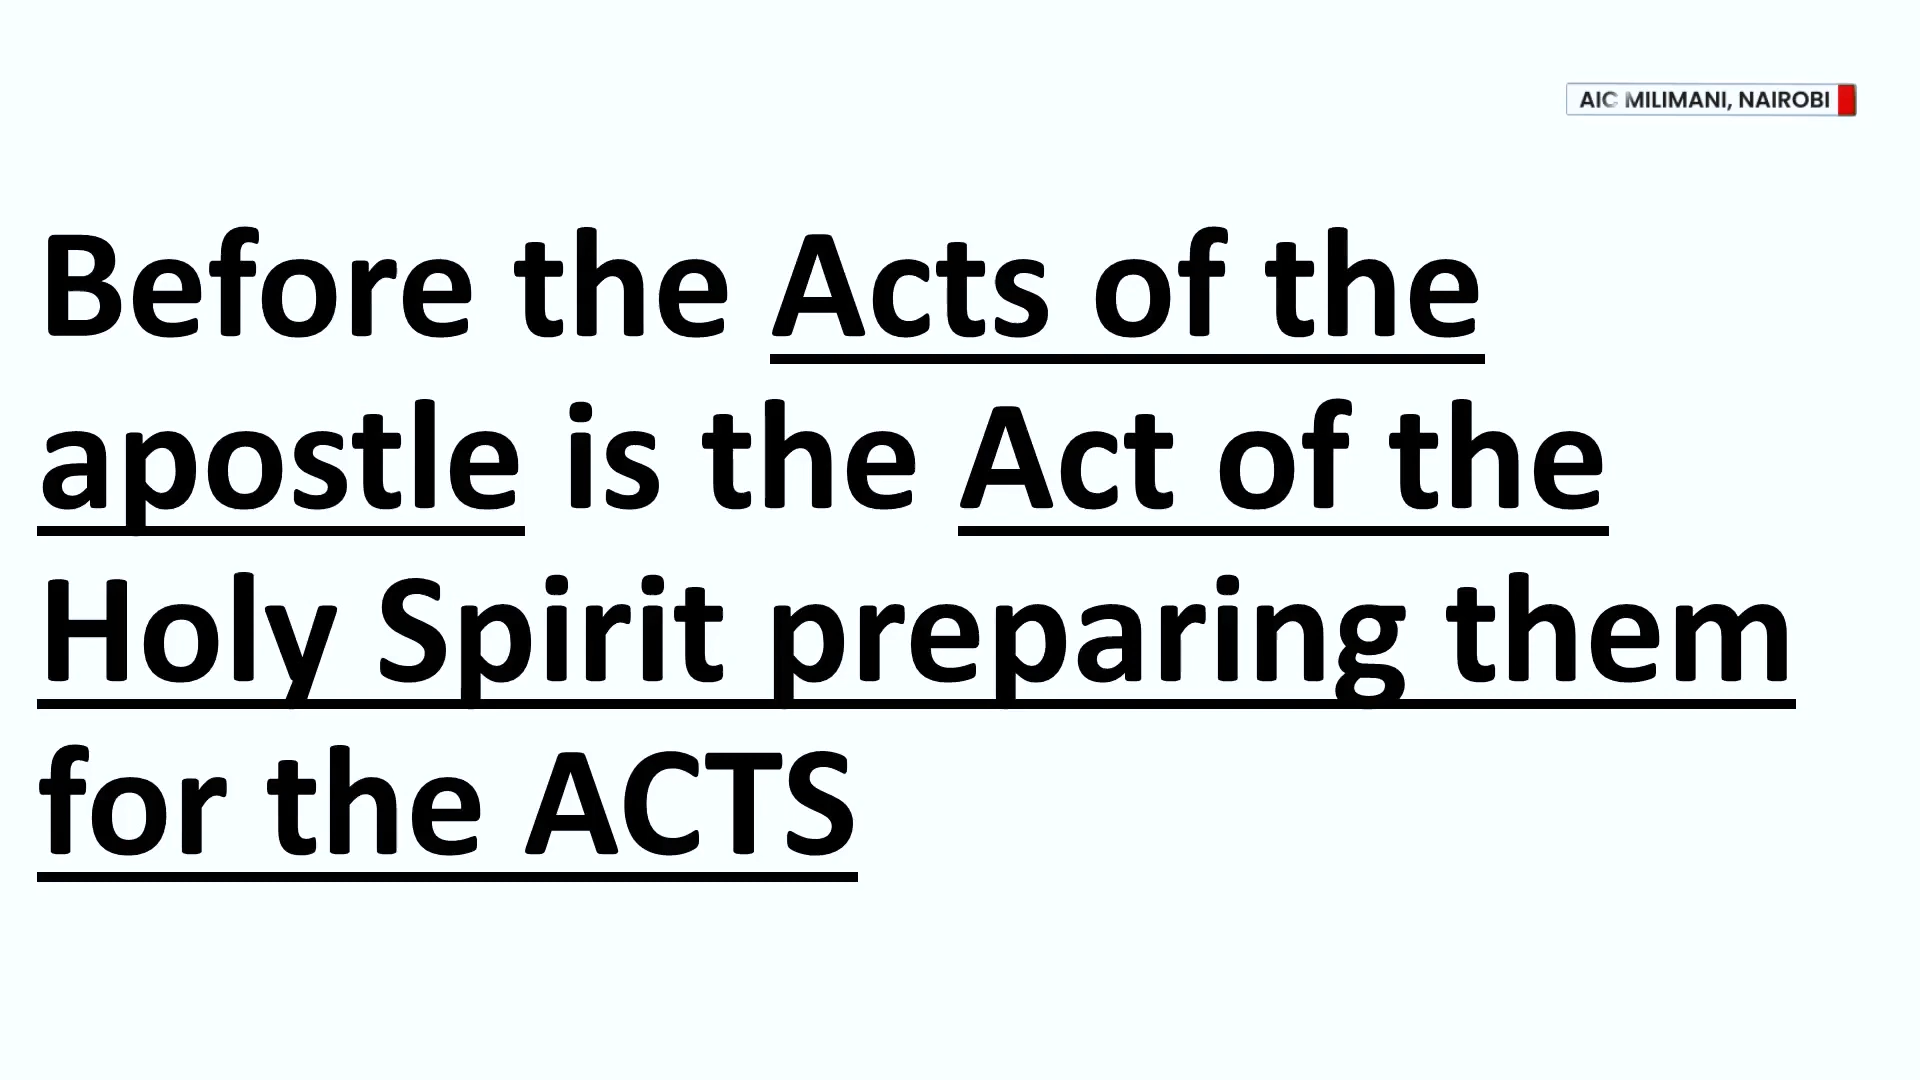 AIC MILIMANI, NAIROBI
Before the Acts of the
apostle is the Act of the
Holy Spirit preparing them
for the ACTS